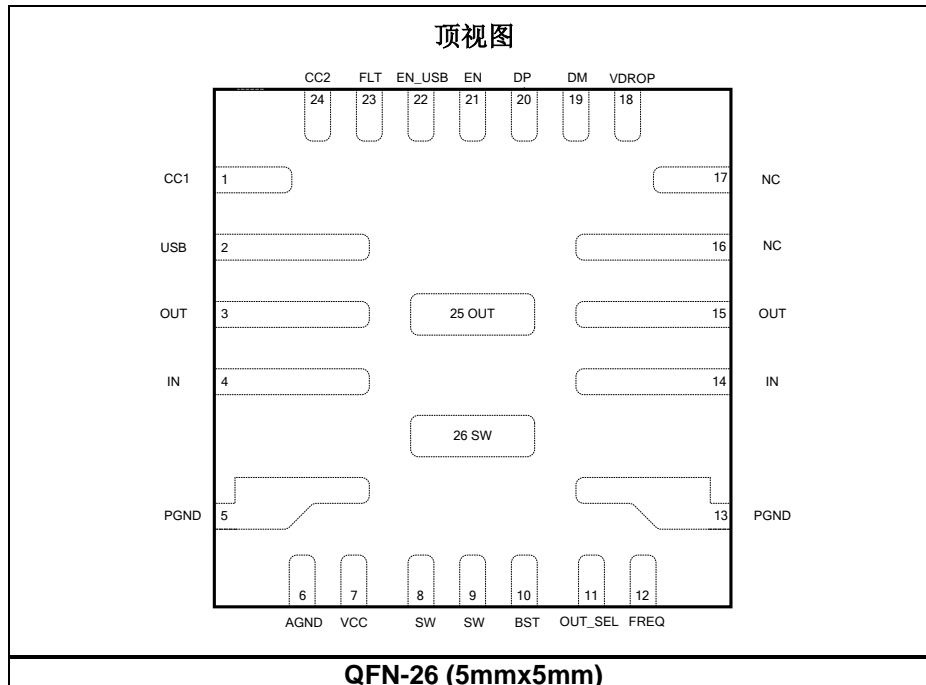 顶视图
CC2 FLT EN_USB EN DP DM VDROP
24 23 22 21 20 19 18
CC1 1 17 NC
USB 2 16 NC
OUT 3 25 OUT 15 OUT
IN 4 14 IN
26 SW
PGND 5 13 PGND
6 7 8 9 10 11 12
AGND VCC SW SW BST OUT_SEL FREQ
QFN-26 (5mmx5mm)